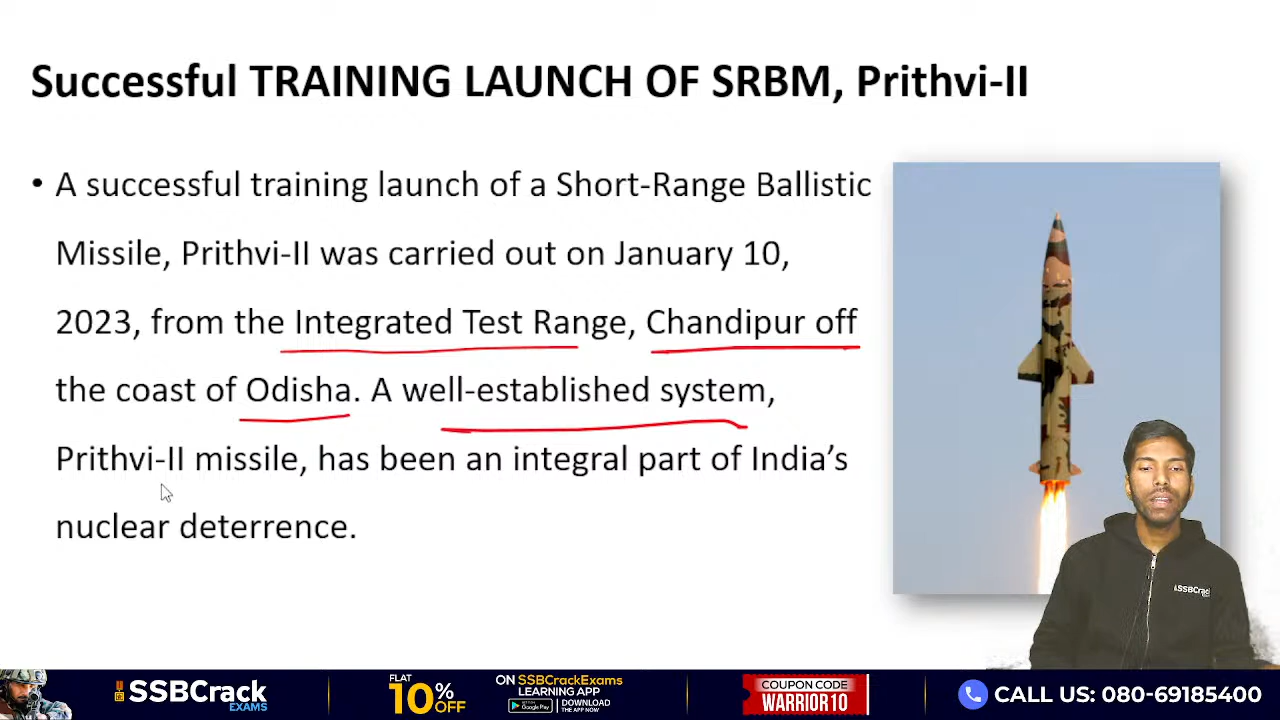 Successful TRAINING LAUNCH OF SRBM, Prithvi-II
• A successful training launch of a Short-Range Ballistic
Missile, Prithvi-II was carried out on January 10,
2023, from the Integrated Test Range, Chandipur off
the coast of Odisha. A well-established system,
Prithvi-II missile, has been an integral part of India’s
nuclear deterrence.
SSBCrack
SSBCrack
EXAMS
FLAT
10% OFF
ON SSBCrackExams
LEARNING APP
Google Play
DOWNLOAD
THE APP NOW
COUPON CODE
WARRIOR10
CALL US: 080-69185400